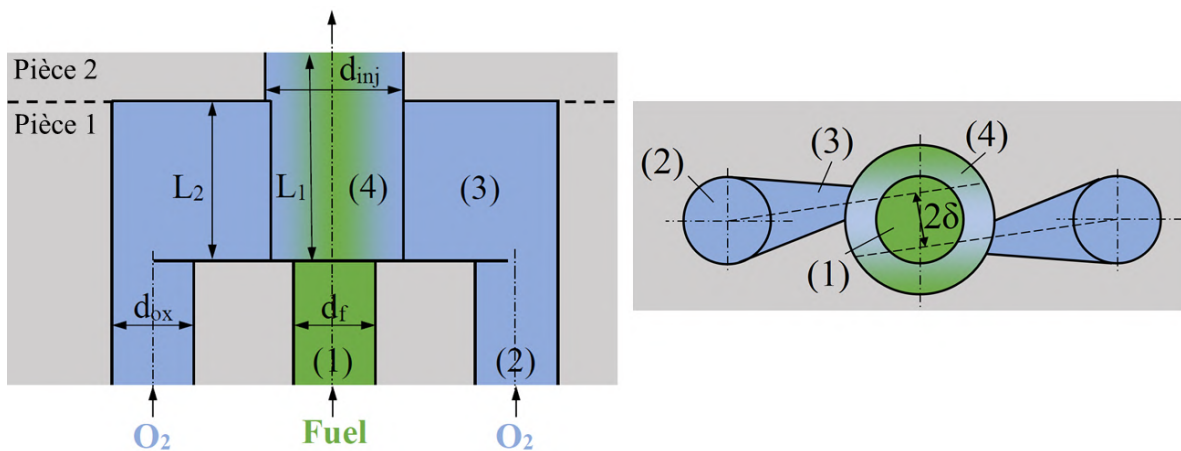 Pièce 2
Pièce 1
d_inj
L₂
L₁
(4)
(3)
d_ox
d_f
(1)
(2)
O₂
Fuel
O₂
(2)
(3)
(4)
2δ
(1)